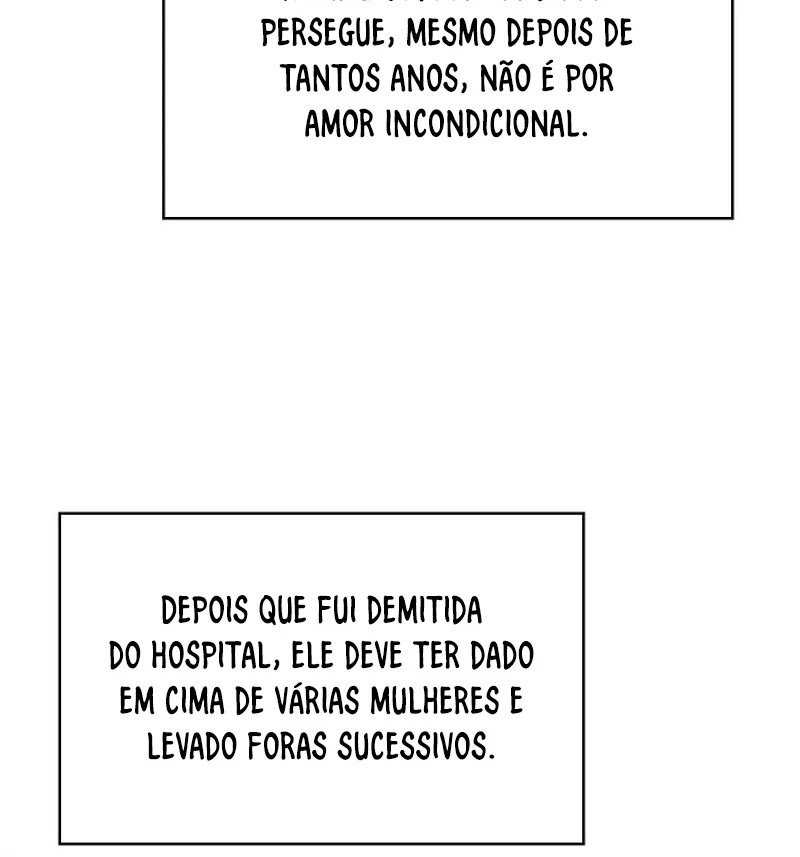 PERSEGUE, MESMO DEPOIS DE
TANTOS ANOS, NÃO É POR
AMOR INCONDICIONAL.
DEPOIS QUE FUI DEMITIDA
DO HOSPITAL, ELE DEVE TER DADO
EM CIMA DE VÁRIAS MULHERES E
LEVADO FORAS SUCESSIVOS.